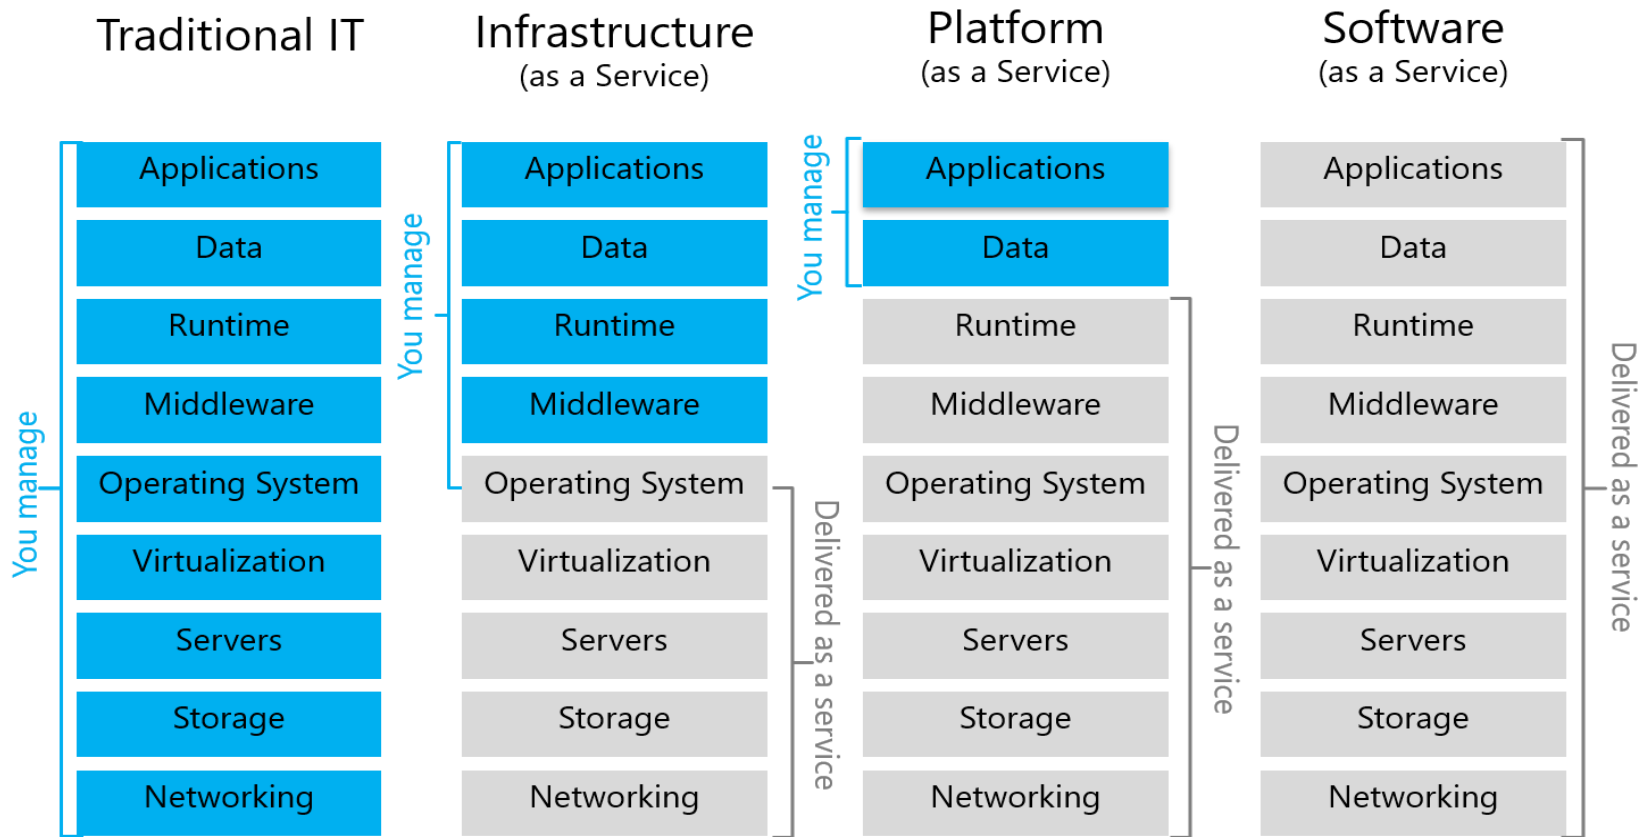 Traditional IT
You manage
Applications
Data
Runtime
Middleware
Operating System
Virtualization
Servers
Storage
Networking
Infrastructure
(as a Service)
You manage
Applications
Data
Runtime
Middleware
Operating System
Virtualization
Servers
Storage
Networking
Delivered as a service
Platform
(as a Service)
You manage
Applications
Data
Runtime
Middleware
Operating System
Virtualization
Servers
Storage
Networking
Delivered as a service
Software
(as a Service)
Applications
Data
Runtime
Middleware
Operating System
Virtualization
Servers
Storage
Networking
Delivered as a service